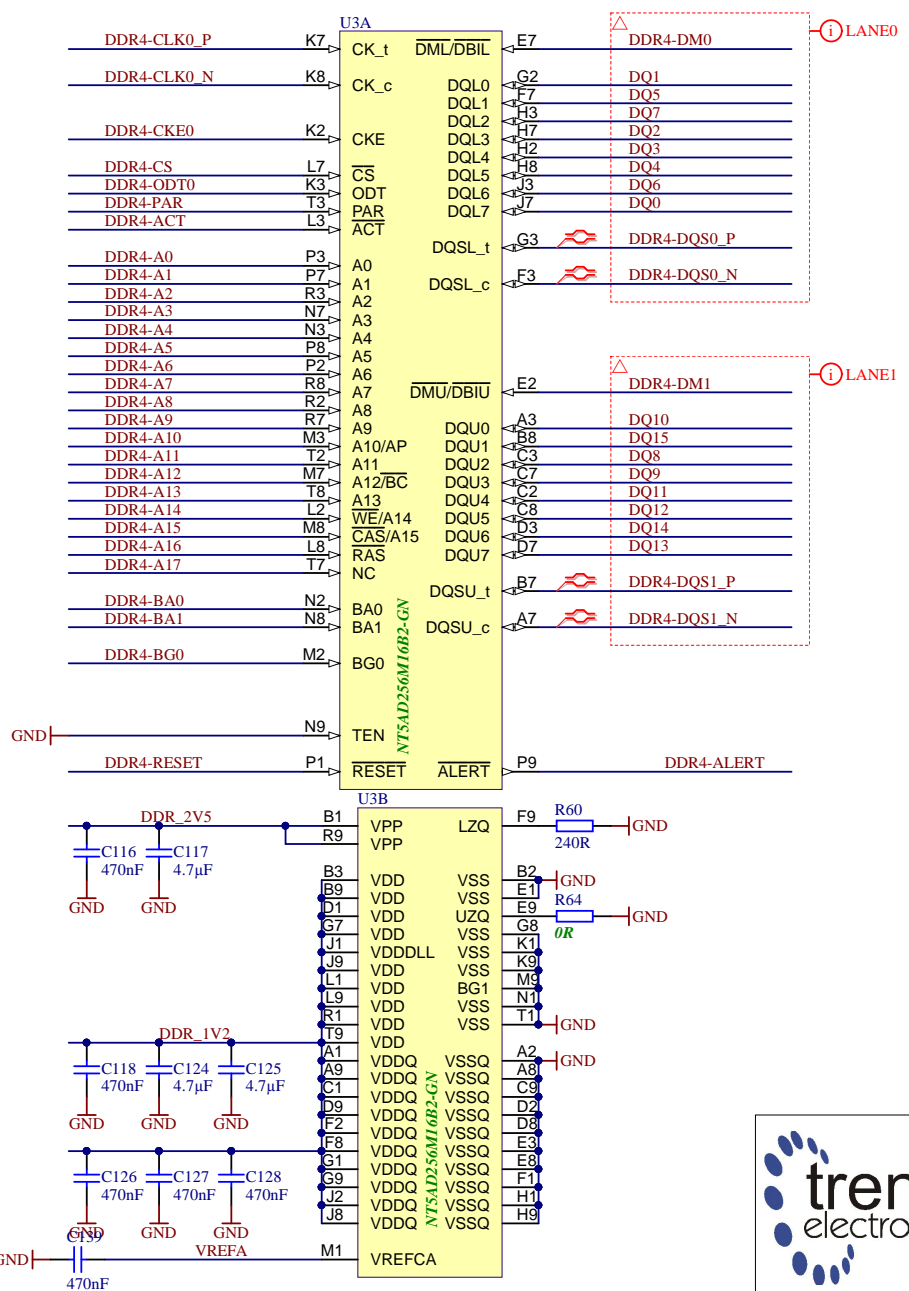 U3A
DDR4-CLK0_P K7 CK_t DML/DBIL E7 DDR4-DM0 LANE0
DDR4-CLK0_N K8 CK_c DQL0 G2 DQ1
DQL1 F7 DQ5
DQL2 H3 DQ7
DDR4-CKE0 K2 CKE DQL3 H7 DQ2
DQL4 H2 DQ3
DDR4-CS L7 CS DQL5 H8 DQ4
DDR4-ODT0 K3 ODT DQL6 J3 DQ6
DDR4-PAR T3 PAR DQL7 J7 DQ0
DDR4-ACT L3 ACT
DQSL_t G3 DDR4-DQS0_P
DDR4-A0 P3 A0
DDR4-A1 P7 A1 DQSL_c F3 DDR4-DQS0_N
DDR4-A2 R3 A2
DDR4-A3 N7 A3
DDR4-A4 N3 A4
DDR4-A5 P8 A5
DDR4-A6 P2 A6 LANE1
DDR4-A7 R8 A7 DMU/DBIU E2 DDR4-DM1
DDR4-A8 R2 A8
DDR4-A9 R7 A9 DQU0 A3 DQ10
DDR4-A10 M3 A10/AP DQU1 B8 DQ15
DDR4-A11 T2 A11 DQU2 C3 DQ8
DDR4-A12 M7 A12/BC DQU3 C7 DQ9
DDR4-A13 T8 A13 DQU4 C2 DQ11
DDR4-A14 L2 WE/A14 DQU5 C8 DQ12
DDR4-A15 M8 CAS/A15 DQU6 D3 DQ14
DDR4-A16 L8 RAS DQU7 D7 DQ13
DDR4-A17 T7 NC
DQSU_t B7 DDR4-DQS1_P
DDR4-BA0 N2 BA0
DDR4-BA1 N8 BA1 DQSU_c A7 DDR4-DQS1_N
DDR4-BG0 M2 BG0
NT5AD256M16B2-GN
GND N9 TEN
DDR4-RESET P1 RESET ALERT P9 DDR4-ALERT
U3B
DDR_2V5 B1 VPP LZQ F9 R60 240R GND
R9 VPP
C116 470nF GND
C117 4.7µF GND
B3 VDD VSS B2 GND
B9 VDD VSS E1
D1 VDD UZQ E9 R64 0R GND
G7 VDD VSS G8
J1 VDDDLL VSS K1
J9 VDD VSS K9
L1 VDD BG1 M9
L9 VDD VSS N1
R1 VDD VSS T1 GND
DDR_1V2 T9 VDD
A1 VDDQ VSSQ A2 GND
C118 470nF GND
C124 4.7µF GND
C125 4.7µF GND
A9 VDDQ VSSQ A8
C1 VDDQ VSSQ C9
D9 VDDQ VSSQ D2
F2 VDDQ VSSQ D8
F8 VDDQ VSSQ E3
G1 VDDQ VSSQ E8
C126 470nF GND
C127 470nF GND
C128 470nF GND
G9 VDDQ VSSQ F1
J2 VDDQ VSSQ H1
J8 VDDQ VSSQ H9
NT5AD256M16B2-GN
GND 470nF VREFA M1 VREFCA
tren
electro